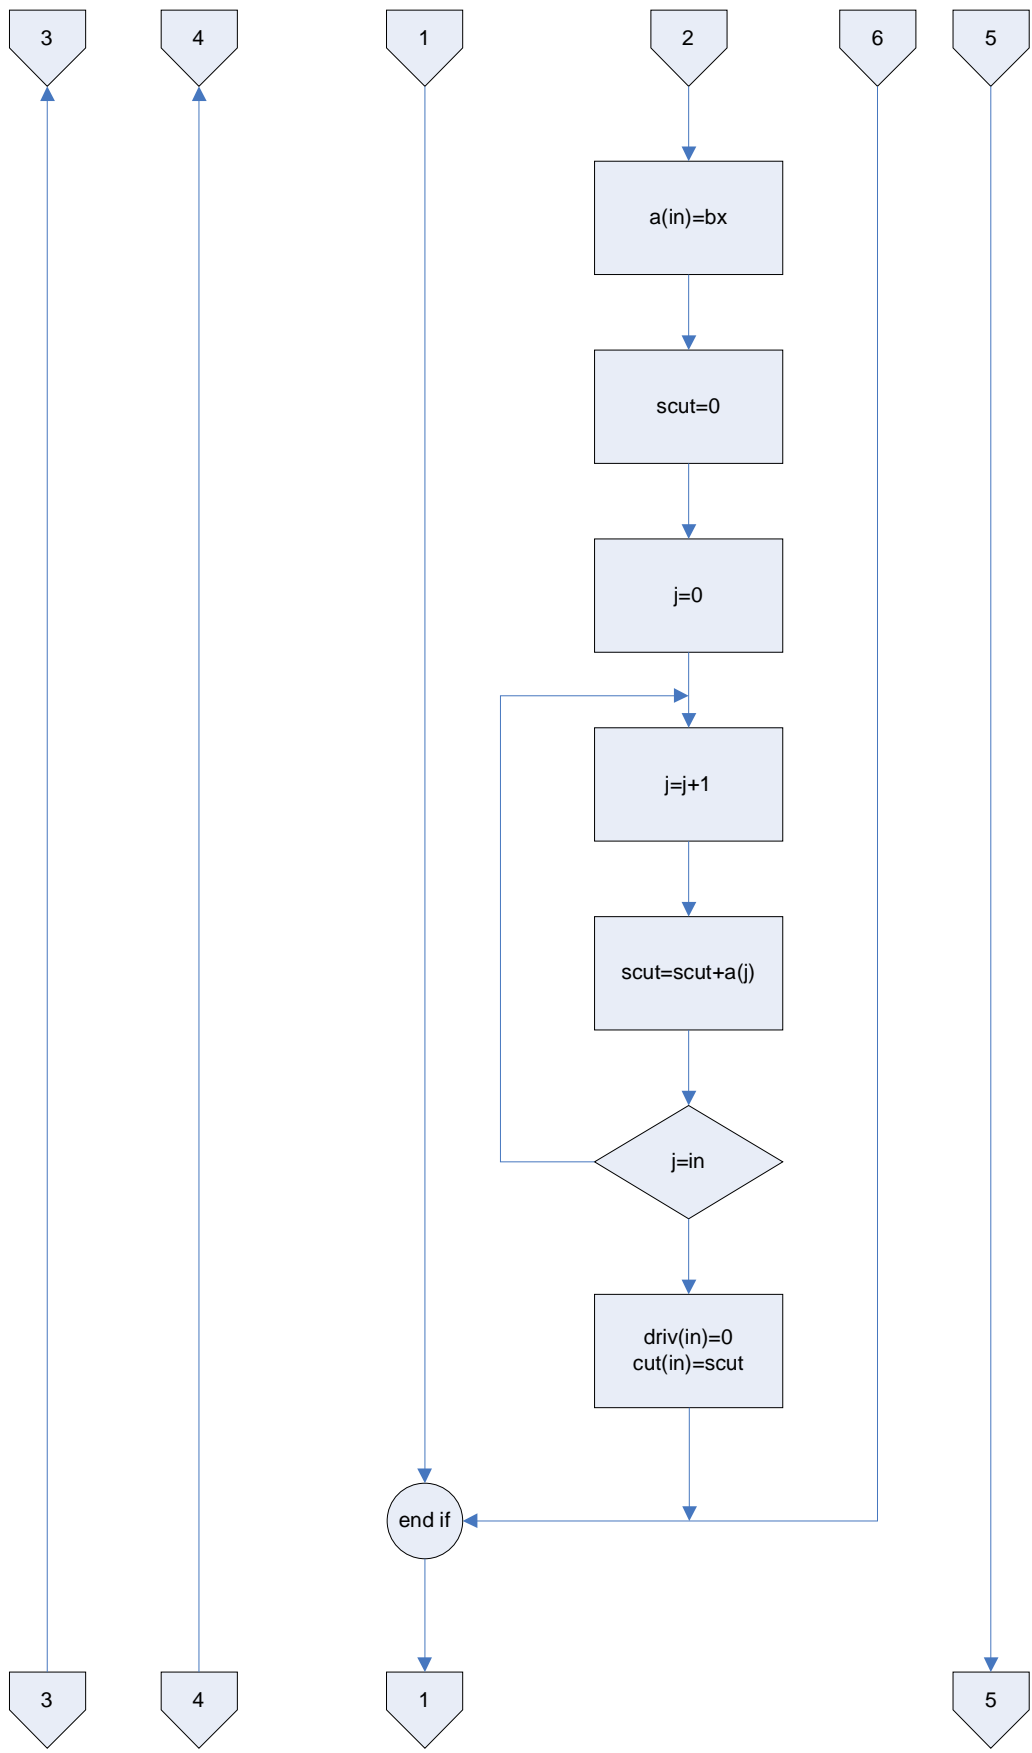 3
4
1
2
6
5
a(in)=bx
scut=0
j=0
j=j+1
scut=scut+a(j)
j=in
driv(in)=0
cut(in)=scut
end if
3
4
1
5